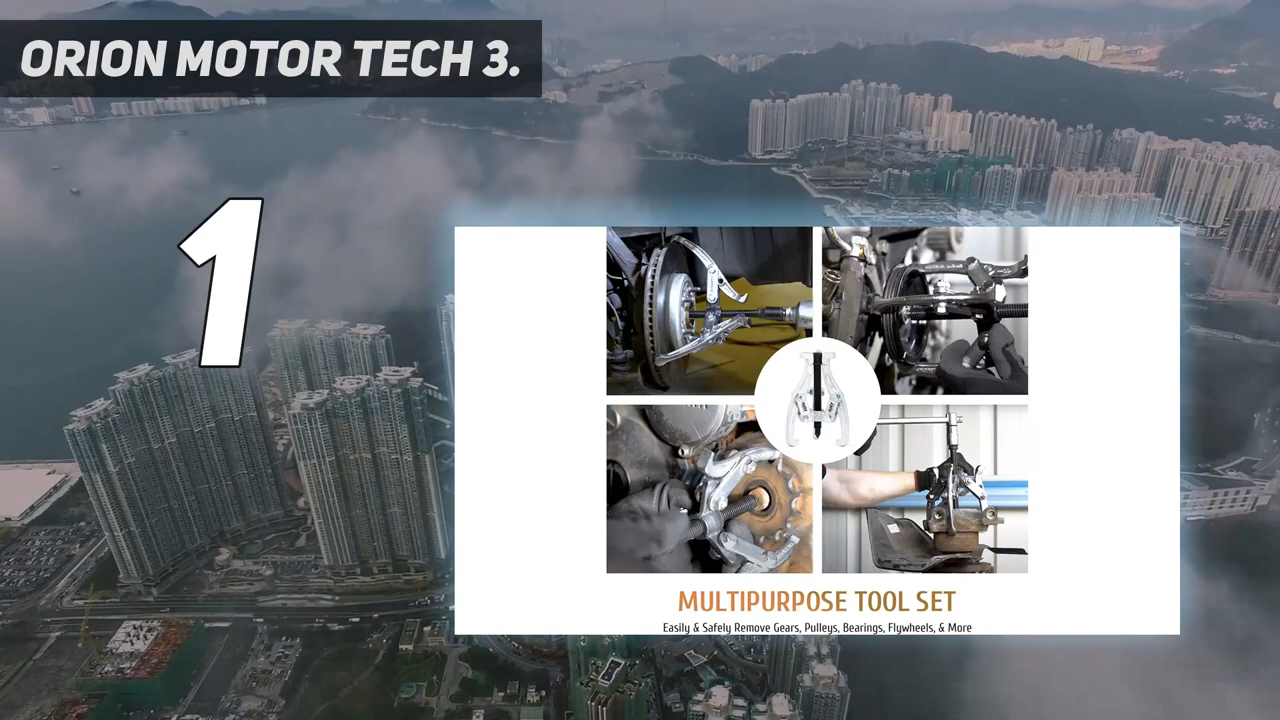 ORION MOTOR TECH 3.
1
MULTIPURPOSE TOOL SET
Easily & Safely Remove Gears, Pulleys, Bearings, Flywheels, & More